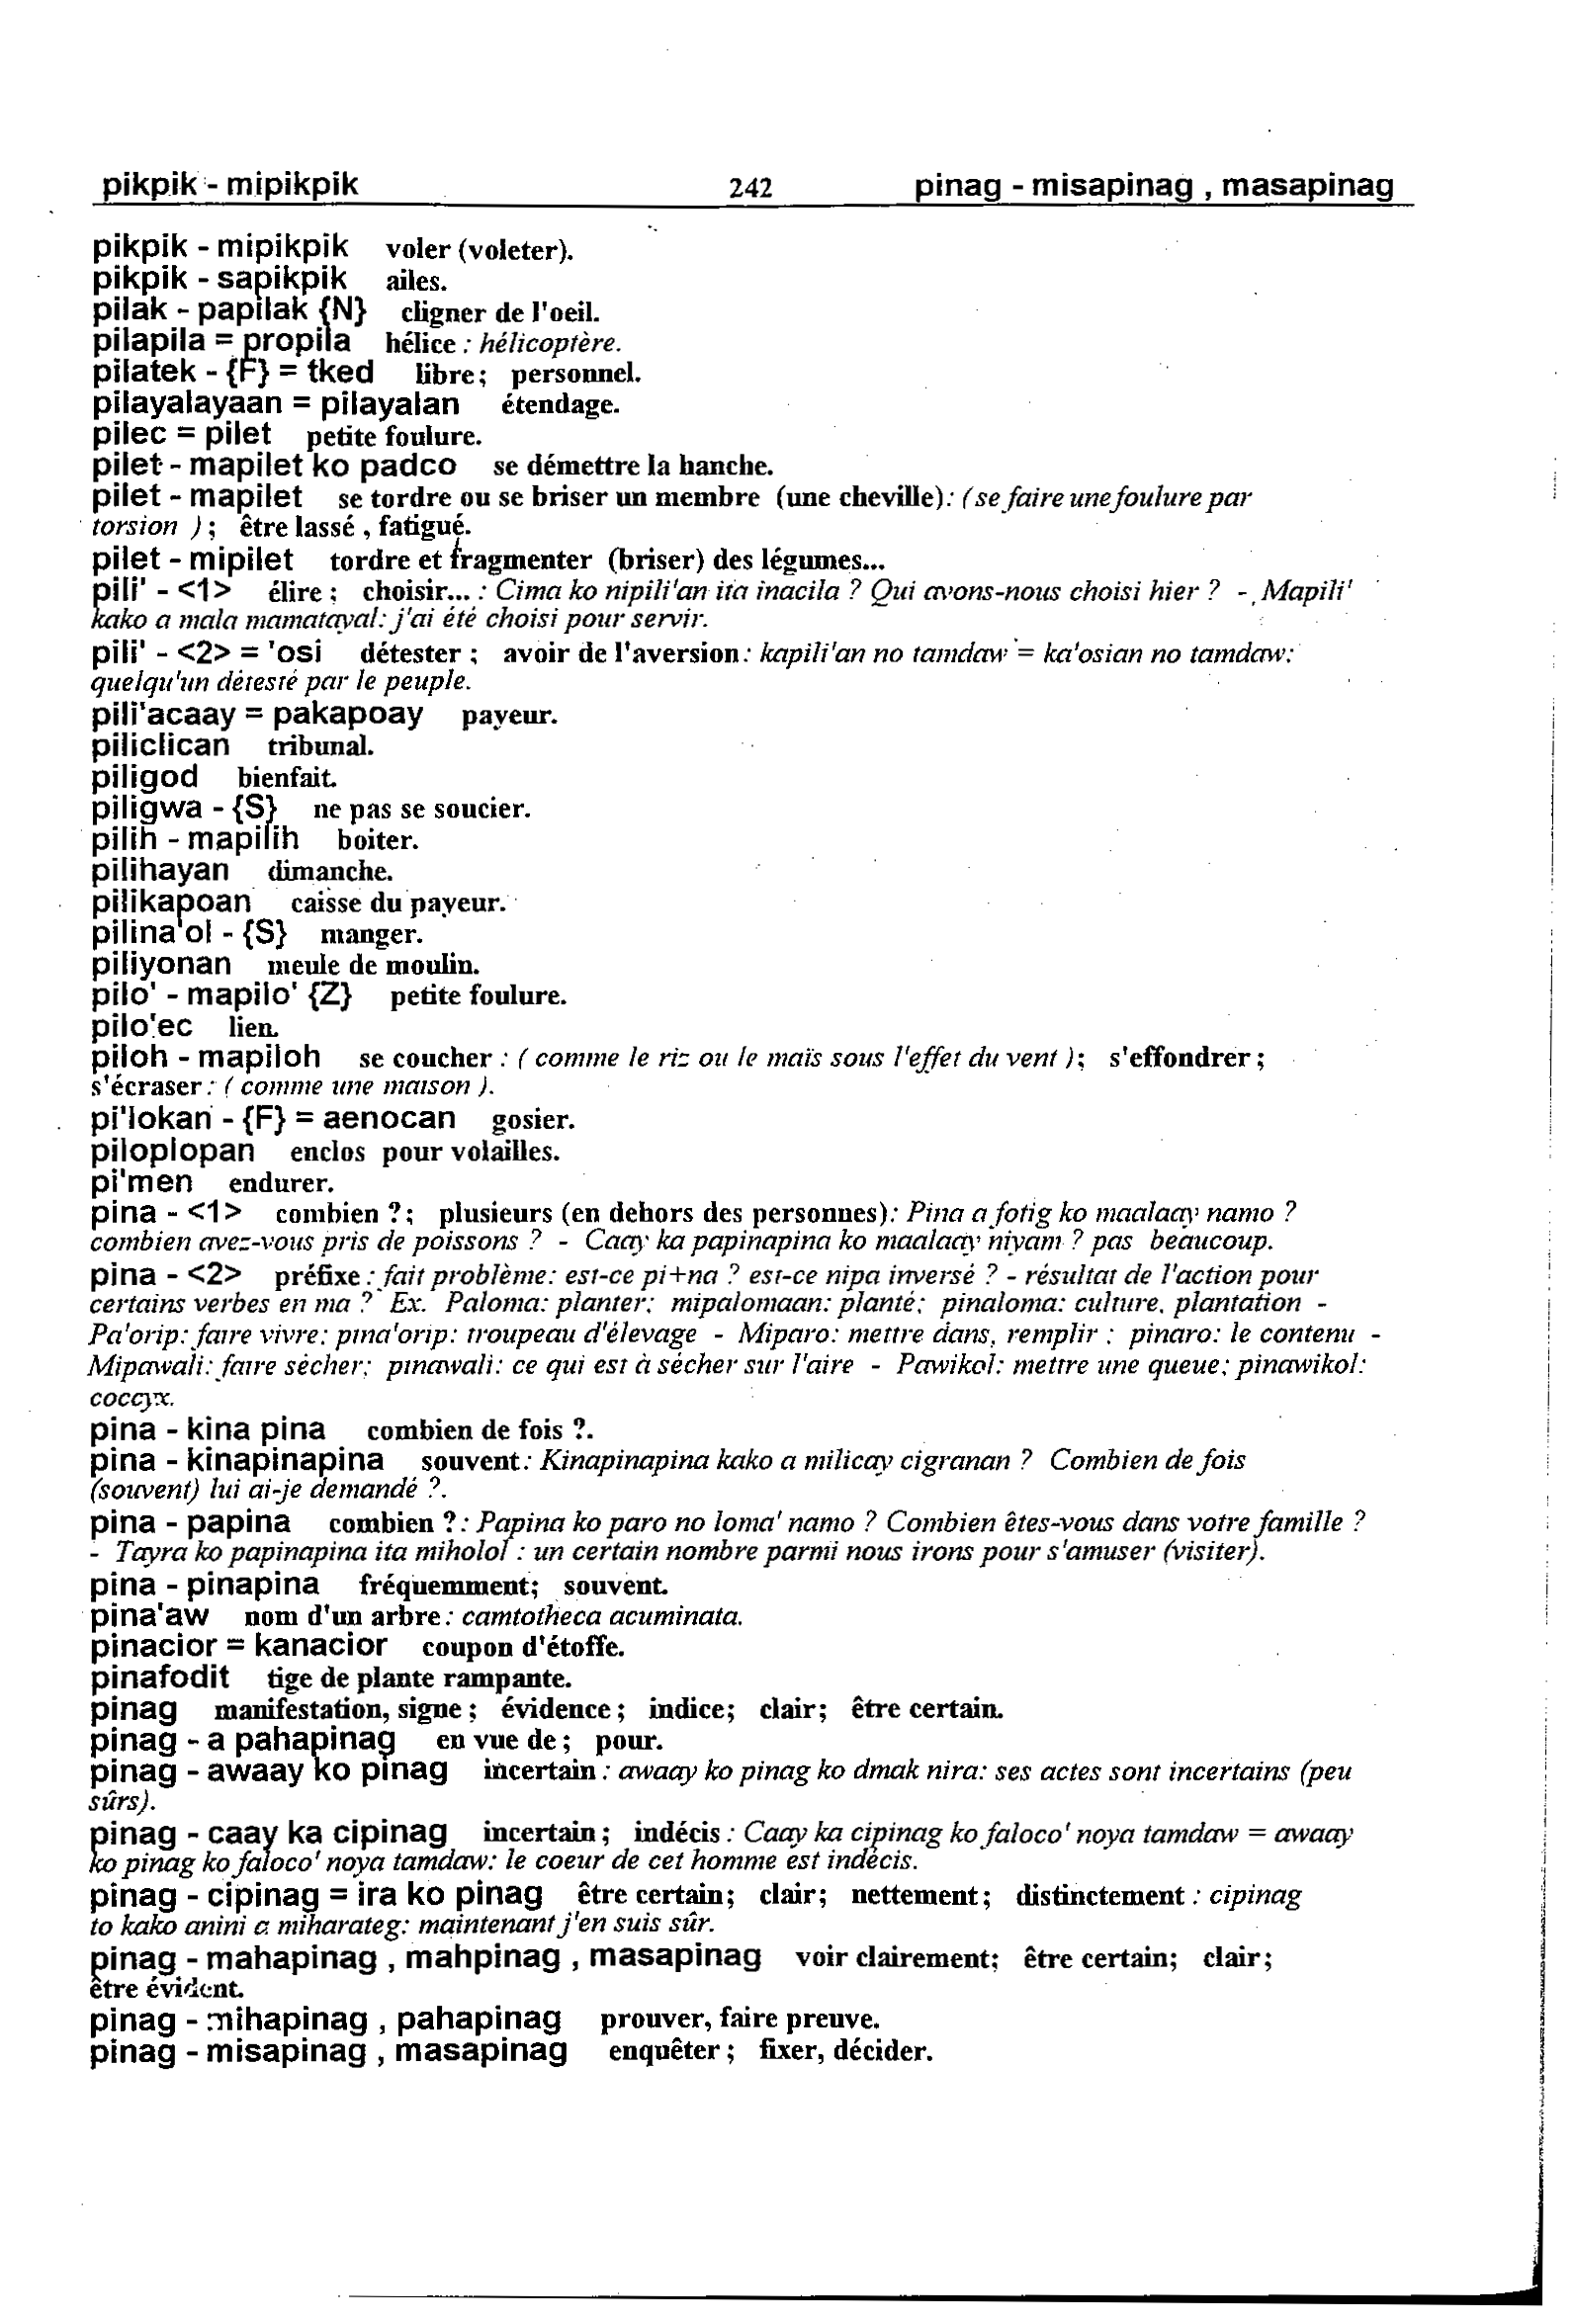 pikpik - mipikpik 242 pinag - misapinag , masapinag
pikpik - mipikpik voler (voleter).
pikpik - sapikpik ailes.
pilak - papilak {N} cligner de l'oeil.
pilapila = propila hélice : hélicoptère.
pilatek - {F} = tked libre ; personnel.
pilayalayaan = pilayalan étendage.
pilec = pilet petite foulure.
pilet - mapilet ko padco se démettre la hanche.
pilet - mapilet se tordre ou se briser un membre (une cheville): (se faire une foulure par
torsion ) ; être lassé , fatigué.
pilet - mipilet tordre et fragmenter (briser) des légumes...
pili' - <1> élire ; choisir... : Cima ko nipili'an ita inacila ? Qui avons-nous choisi hier ? - Mapili'
kako a mala mamatayal: j'ai été choisi pour servir.
pili' - <2> = 'osi détester ; avoir de l'aversion: kapili'an no tamdaw = ka'osian no tamdaw:
quelqu'un détesté par le peuple.
pili'acaay = pakapoay payeur.
piliclican tribunal.
piligod bienfait.
piligwa - {S} ne pas se soucier.
pilih - mapilih boiter.
pilihayan dimanche.
pilikapoan caisse du payeur.
pilina'ol - {S} manger.
piliyonan meule de moulin.
pilo' - mapilo' {Z} petite foulure.
pilo'ec lien.
piloh - mapiloh se coucher : ( comme le riz ou le maïs sous l'effet du vent ); s'effondrer ;
s'écraser : ( comme une maison ).
pi'lokan - {F} = aenocan gosier.
piloplopan enclos pour volailles.
pi'men endurer.
pina - <1> combien ? ; plusieurs (en dehors des personnes): Pina a fotig ko maalaay namo ?
combien avez-vous pris de poissons ? - Caay ka papinapina ko maalaay niyam ? pas beaucoup.
pina - <2> préfixe : fait problème: est-ce pi+na ? est-ce nipa inversé ? - résultat de l'action pour
certains verbes en ma ? Ex. Paloma: planter; mipalomaan: planté; pinaloma: culture, plantation -
Pa'orip: faire vivre; pina'orip: troupeau d'élevage - Miparo: mettre dans, remplir ; pinaro: le contenu -
Mipawali: faire sécher; pinawali: ce qui est à sécher sur l'aire - Pawikol: mettre une queue; pinawikol:
coccyx.
pina - kina pina combien de fois ?.
pina - kinapinapina souvent : Kinapinapina kako a milicay cigranan ? Combien de fois
(souvent) lui ai-je demandé ?.
pina - papina combien ? : Papina ko paro no loma' namo ? Combien êtes-vous dans votre famille ?
- Tayra ko papinapina ita miholol : un certain nombre parmi nous irons pour s'amuser (visiter).
pina - pinapina fréquemment; souvent.
pina'aw nom d'un arbre : camtotheca acuminata.
pinacior = kanacior coupon d'étoffe.
pinafodit tige de plante rampante.
pinag manifestation, signe ; évidence ; indice; clair; être certain.
pinag - a pahapinag en vue de ; pour.
pinag - awaay ko pinag incertain : awaay ko pinag ko dmak nira: ses actes sont incertains (peu
sûrs).
pinag - caay ka cipinag incertain ; indécis : Caay ka cipinag ko faloco' noya tamdaw = awaay
ko pinag ko faloco' noya tamdaw: le coeur de cet homme est indécis.
pinag - cipinag = ira ko pinag être certain; clair; nettement; distinctement : cipinag
to kako anini a miharateg: maintenant j'en suis sûr.
pinag - mahapinag , mahpinag , masapinag voir clairement; être certain; clair;
être évident.
pinag - mihapinag , pahapinag prouver, faire preuve.
pinag - misapinag , masapinag enquêter ; fixer, décider.